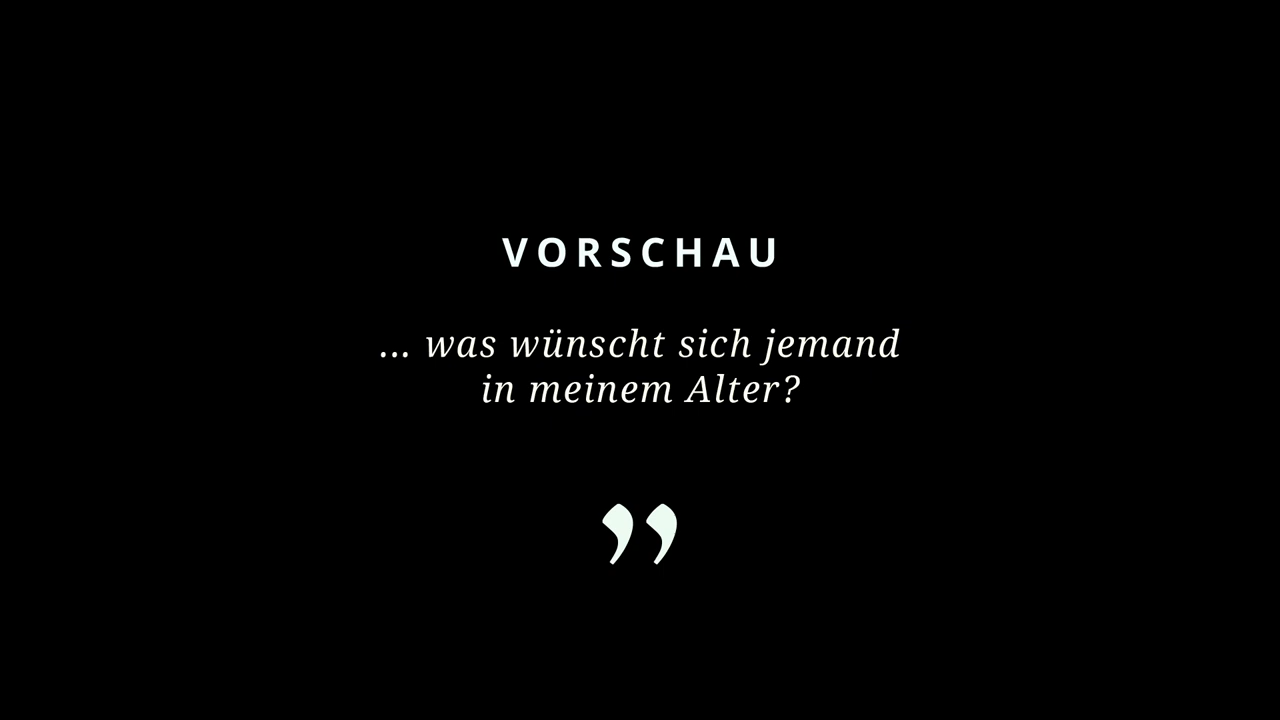 VORSCHAU
... was wünscht sich jemand
in meinem Alter?
”